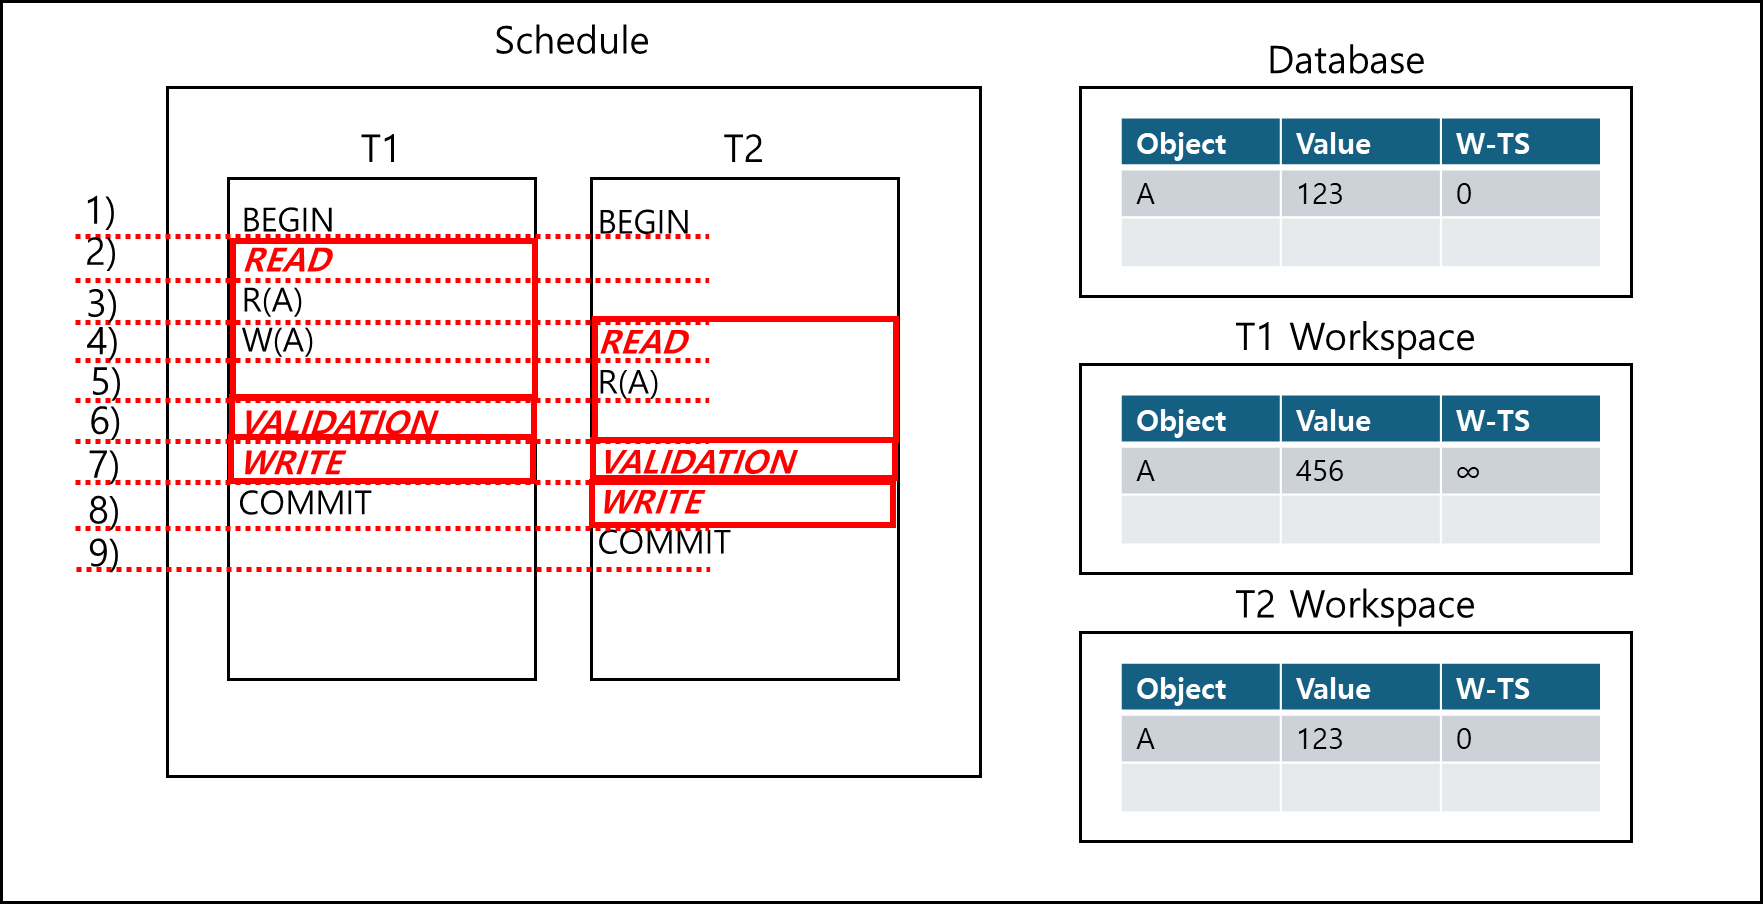 Schedule
T1
T2
1)
BEGIN
BEGIN
2)
READ
3)
R(A)
4)
W(A)
READ
5)
R(A)
6)
VALIDATION
7)
WRITE
VALIDATION
8)
COMMIT
WRITE
9)
COMMIT
Database
Object Value W-TS
A 123 0
T1 Workspace
Object Value W-TS
A 456 ∞
T2 Workspace
Object Value W-TS
A 123 0